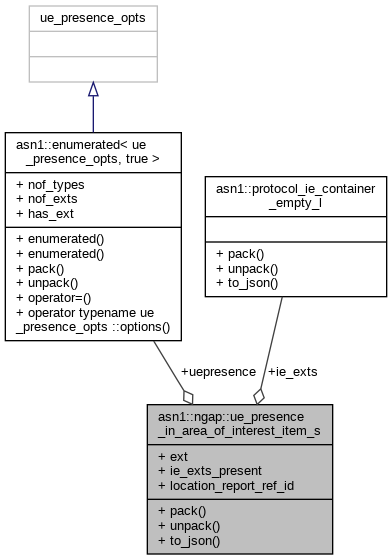 ue_presence_opts
asn1::enumerated< ue
_presence_opts, true >
+ nof_types
+ nof_exts
+ has_ext
+ enumerated()
+ enumerated()
+ pack()
+ unpack()
+ operator=()
+ operator typename ue
_presence_opts ::options()
asn1::protocol_ie_container
_empty_l
+ pack()
+ unpack()
+ to_json()
+uepresence
+ie_exts
asn1::ngap::ue_presence
_in_area_of_interest_item_s
+ ext
+ ie_exts_present
+ location_report_ref_id
+ pack()
+ unpack()
+ to_json()